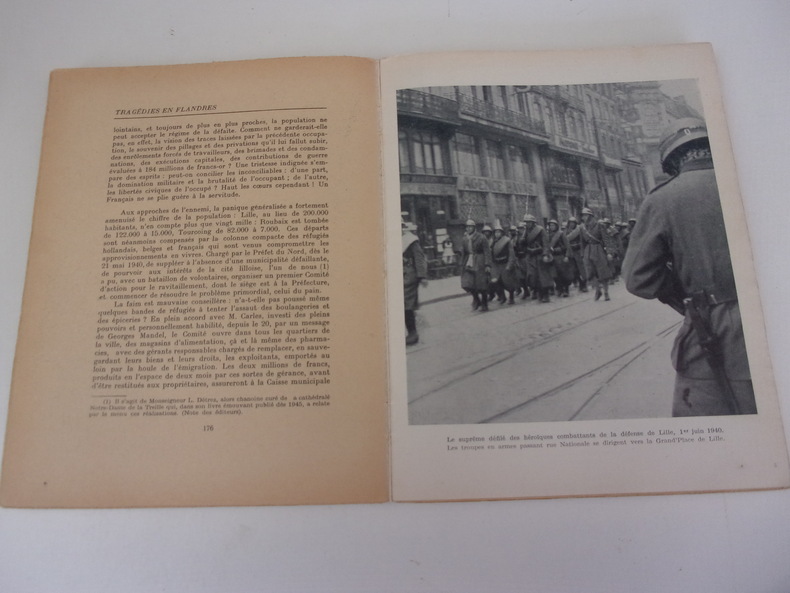 TRAGÉDIES EN FLANDRES
lointains, et toujours de plus en plus proches, la population ne
peut accepter le régime de la défaite. Comment ne garderait-elle
pas, en effet, la vision des traces laissées par la précédente occupa-
tion, le souvenir des pillages et des privations qu'il lui fallut subir,
des enrôlements forcés de travailleurs, des brimades et des condam-
nations, des exécutions capitales, des contributions de guerre
évaluées à 184 millions de francs-or ? Une tristesse indignée s'em-
pare des esprits : peut-on concilier les inconciliables : d'une part,
la domination militaire et la brutalité de l'occupant ; de l'autre,
les libertés civiques de l'occupé ? Haut les cœurs cependant ! Un
Français ne se plie guère à la servitude.
Aux approches de l'ennemi, la panique généralisée a fortement
amenuisé le chiffre de la population : Lille, au lieu de 200.000
habitants, n'en compte plus que vingt mille : Roubaix est tombée
de 122.000 à 15.000, Tourcoing de 82.000 à 7.000. Ces départs
sont néanmoins compensés par la colonne compacte des réfugiés
hollandais, belges et français qui sont venus compromettre les
approvisionnements en vivres. Chargé par le Préfet du Nord, dès le
21 mai 1940, de suppléer à l'absence d'une municipalité défaillante,
de pourvoir aux intérêts de la cité lilloise, l'un de nous (1)
a pu, avec un bataillon de volontaires, organiser un premier Comité
d'action pour le ravitaillement, dont le siège est à la Préfecture,
et commencer de résoudre le problème primordial, celui du pain.
La faim est mauvaise conseillère : n'a-t-elle pas poussé même
quelques bandes de réfugiés à tenter l'assaut des boulangeries et
des épiceries ? En plein accord avec M. Carles, investi des pleins
pouvoirs et personnellement habilité, depuis le 20, par un message
de Georges Mandel, le Comité ouvre dans tous les quartiers de
la ville, des magasins d'alimentation, çà et là même des pharma-
cies, avec des gérants responsables chargés de remplacer, en sauve-
gardant leurs biens et leurs droits, les exploitants, emportés au
loin par la houle de l'émigration. Les deux millions de francs,
produits en l'espace de deux mois par ces sortes de gérance, avant
d'être restitués aux propriétaires, assureront à la Caisse municipale
(1) Il s'agit de Monseigneur L. Détrez, alors chanoine curé de a cathédrale
Notre-Dame de la Treille qui, dans son livre émouvant publié dès 1945, a relaté
par le menu ces réalisations. (Note des éditeurs).
176
Le suprême défilé des héroïques combattants de la défense de Lille, 1er juin 1940.
Les troupes en armes passant rue Nationale se dirigent vers la Grand'Place de Lille.